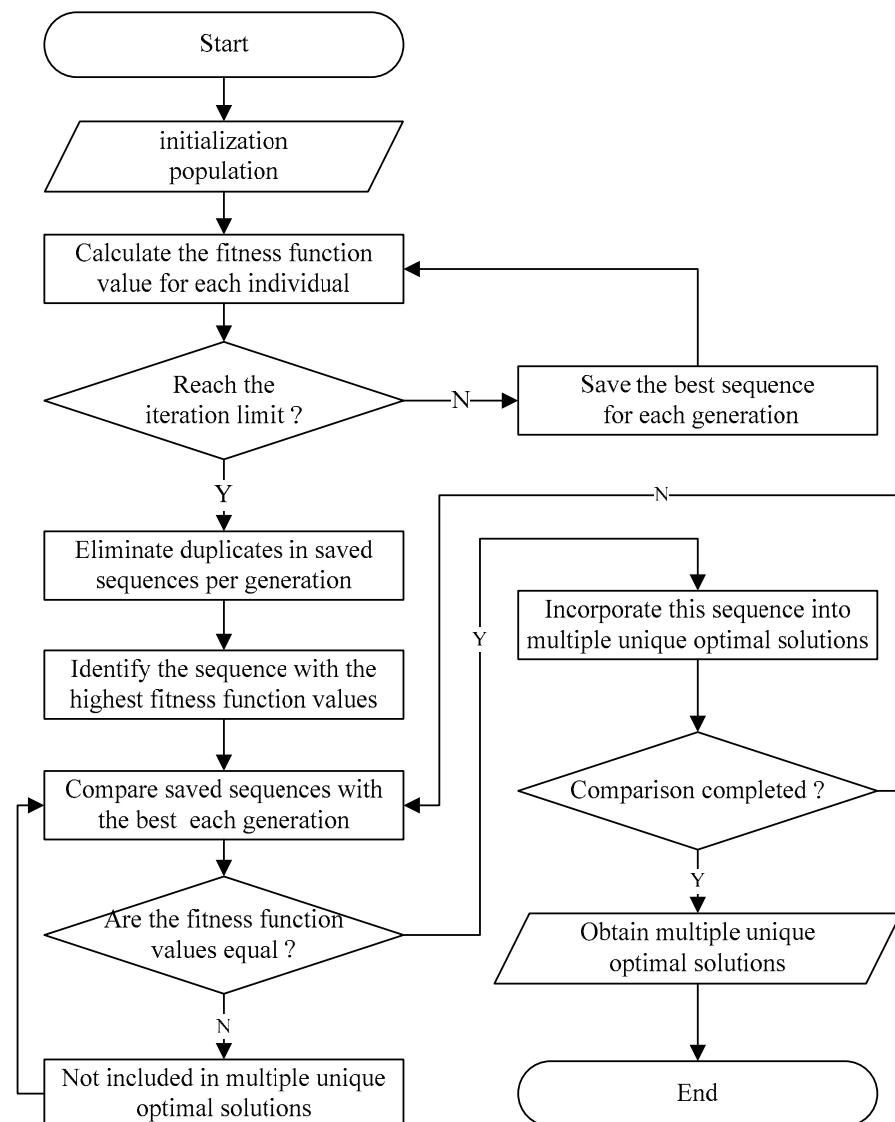 Start
initialization
population
Calculate the fitness function
value for each individual
Reach the
iteration limit ?
N
Save the best sequence
for each generation
Y
Eliminate duplicates in saved
sequences per generation
Identify the sequence with the
highest fitness function values
Compare saved sequences with
the best  each generation
Are the fitness function
values equal ?
N
Not included in multiple unique
optimal solutions
Y
N
Incorporate this sequence into
multiple unique optimal solutions
Comparison completed ?
Y
Obtain multiple unique
optimal solutions
End